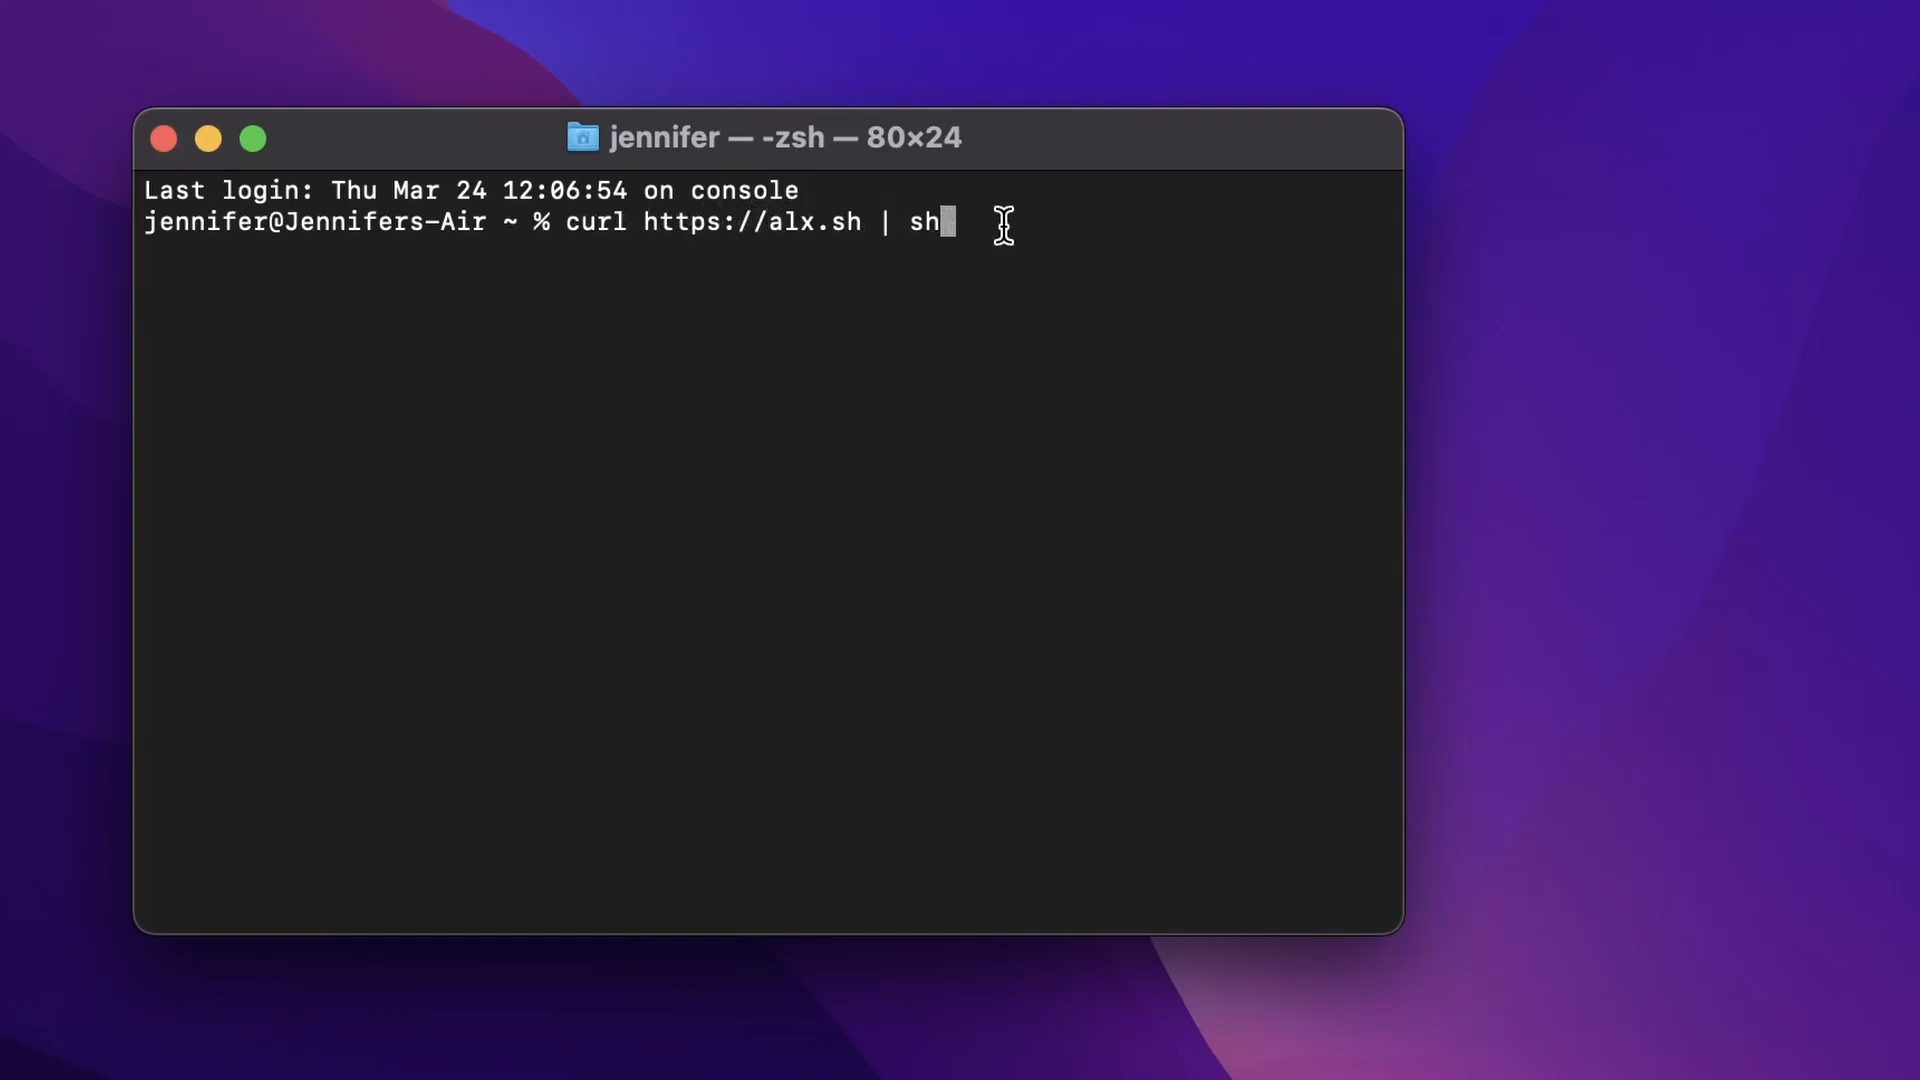 jennifer — -zsh — 80×24
Last login: Thu Mar 24 12:06:54 on console
jennifer@Jennifers-Air ~ % curl https://alx.sh | sh